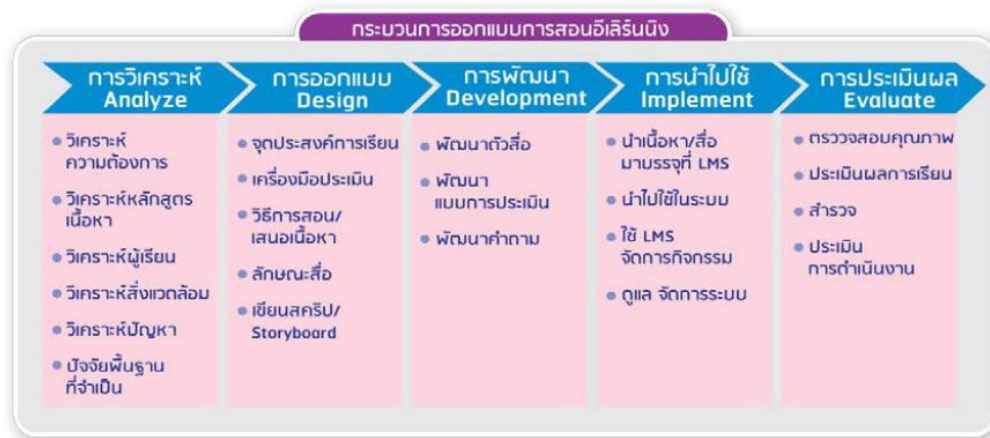 กระบวนการออกแบบการสอนอีเลิร์นนิง
การวิเคราะห์
Analyze
วิเคราะห์
ความต้องการ
วิเคราะห์หลักสูตร
เนื้อหา
วิเคราะห์ผู้เรียน
วิเคราะห์สิ่งแวดล้อม
วิเคราะห์ปัญหา
ปัจจัยพื้นฐาน
ที่จำเป็น
การออกแบบ
Design
จุดประสงค์การเรียน
เครื่องมือประเมิน
วิธีการสอน/
เสนอเนื้อหา
ลักษณะสื่อ
เขียนสคริป/
Storyboard
การพัฒนา
Development
พัฒนาตัวสื่อ
พัฒนา
แบบการประเมิน
พัฒนาคำถาม
การนำไปใช้
Implement
นำเนื้อหา/สื่อ
มาบรรจุที่ LMS
นำไปใช้ในระบบ
ใช้ LMS
จัดการกิจกรรม
ดูแล จัดการระบบ
การประเมินผล
Evaluate
ตรววจสอบคุณภาพ
ประเมินผลการเรียน
สำรวจ
ประเมิน
การดำเนินงาน